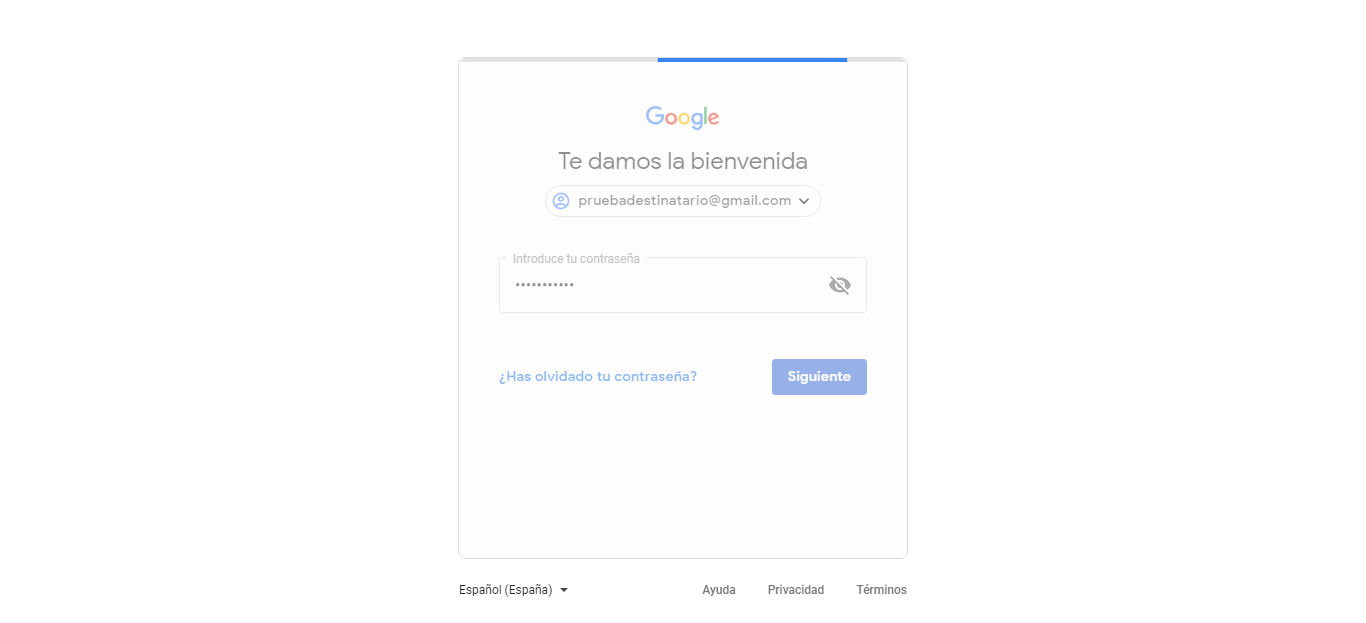 Google
Te damos la bienvenida
pruebadestinatario@gmail.com
Introduce tu contraseña
•••••••••••
¿Has olvidado tu contraseña? Siguiente
Español (España) Ayuda Privacidad Términos